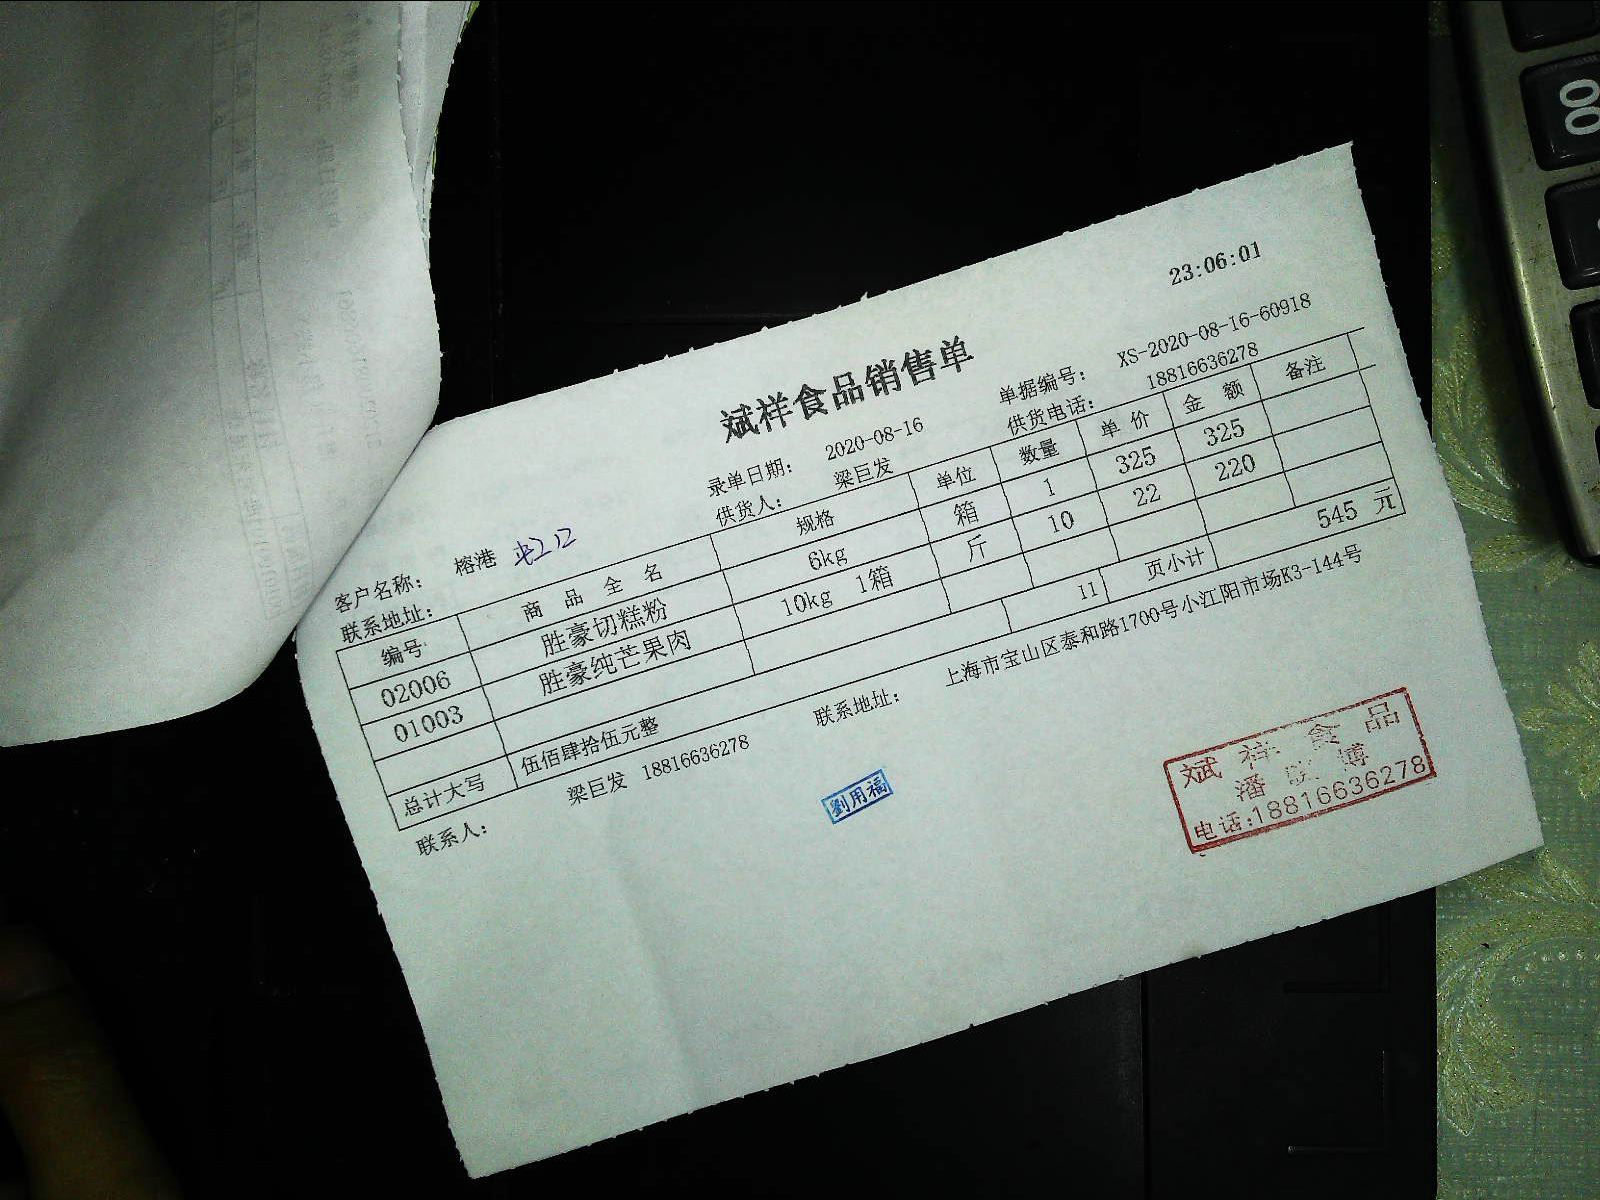 23:06:01
斌祥食品销售单
录单日期: 2020-08-16 单据编号: XS-2020-08-16-60918
客户名称: 榕港 供货人: 梁巨发 供货电话: 18816636278
联系地址:
编号 商品全名 规格 单位 数量 单价 金额 备注
02006 胜豪切糕粉 6kg 箱 1 325 325
01003 胜豪纯芒果肉 10kg 1箱 斤 10 22 220
总计大写 伍佰肆拾伍元整 11 页小计 545 元
联系人: 梁巨发 18816636278 联系地址: 上海市宝山区泰和路1700号小江阳市场K3-144号
劉用福
斌祥食品
潘 博
电话:18816636278
00